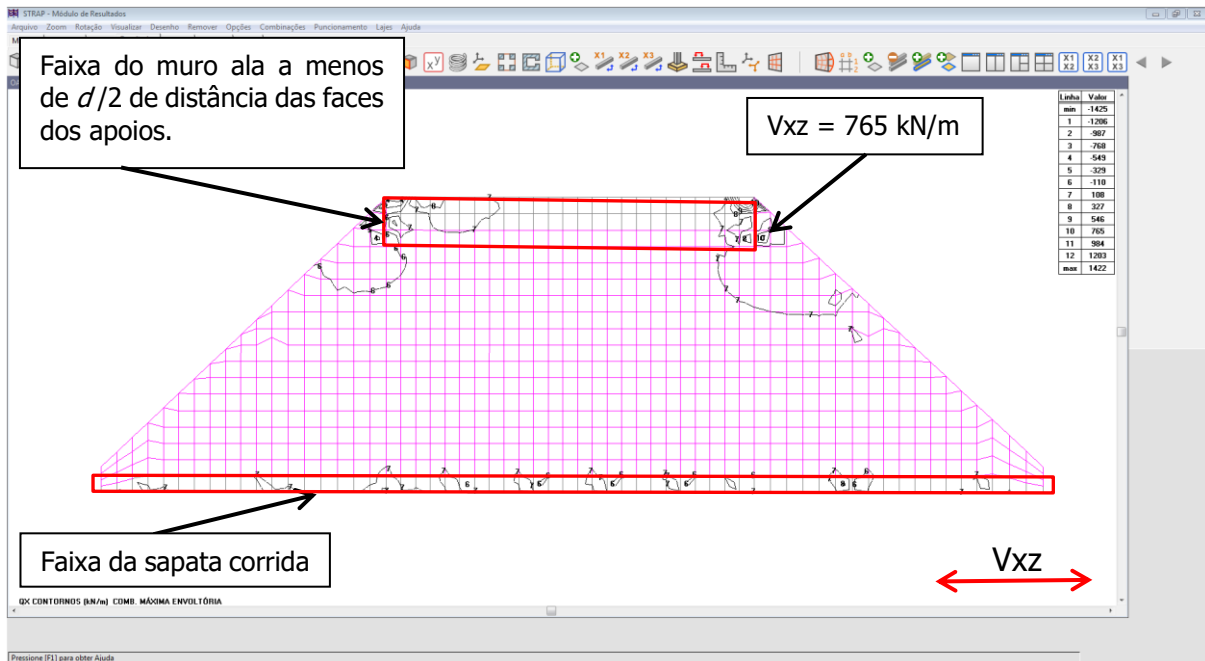 STRAP - Módulo de Resultados
Arquivo Zoom Rotação Visualizar Desenho Remover Opções Combinações Puncionamento Lajes Ajuda
Faixa do muro ala a menos
de d/2 de distância das faces
dos apoios.
Vxz = 765 kN/m
Linha Valor
min -1425
1 -1206
2 -987
3 -768
4 -549
5 -329
6 -110
7 108
8 327
9 546
10 765
11 984
12 1203
max 1422
Faixa da sapata corrida
Vxz
QX CONTORNOS (kN/m) COMB. MÁXIMA ENVOLTÓRIA
Pressione [F1] para obter Ajuda